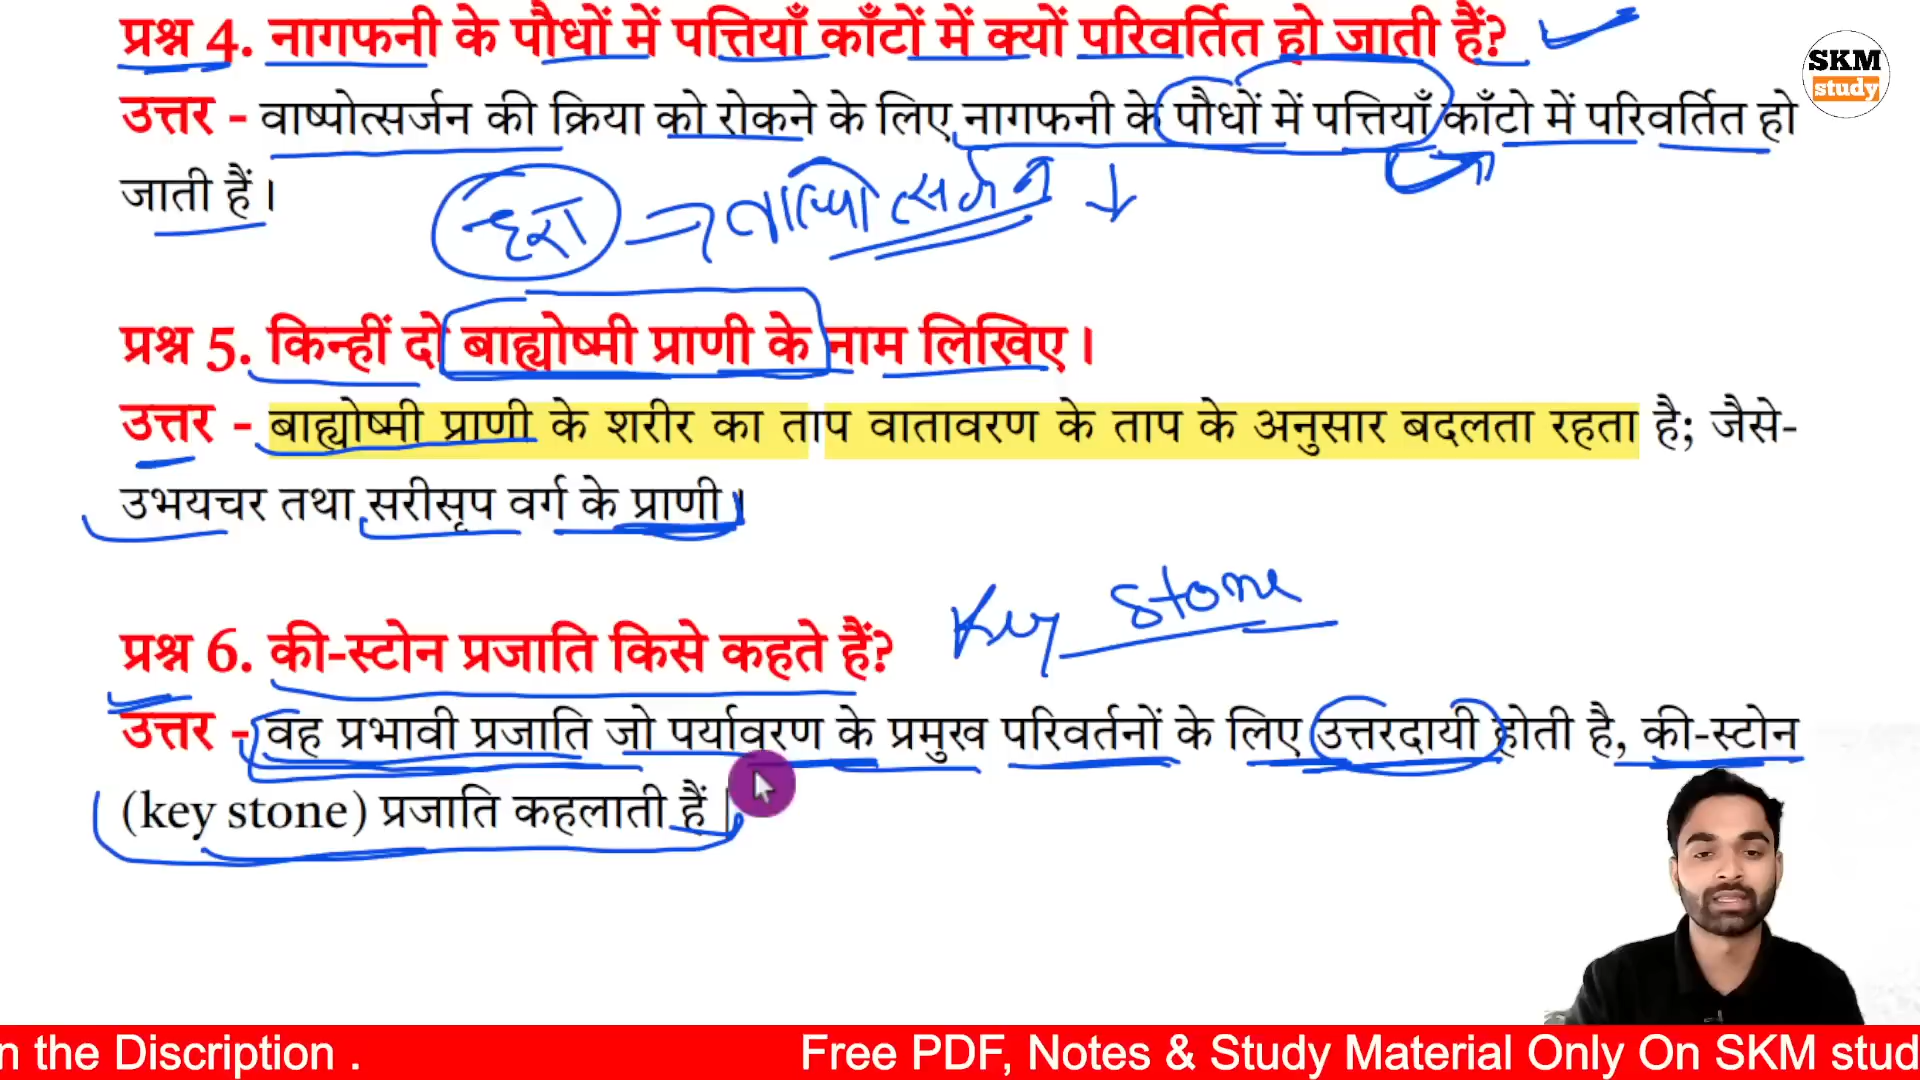 प्रश्न 4. नागफनी के पौधों में पत्तियाँ काँटों में क्यों परिवर्तित हो जाती हैं?
SKM
study
उत्तर - वाष्पोत्सर्जन की क्रिया को रोकने के लिए नागफनी के पौधों में पत्तियाँ काँटो में परिवर्तित हो
जाती हैं।
हरा वाष्पोत्सर्जन
प्रश्न 5. किन्हीं दो बाह्योष्मी प्राणी के नाम लिखिए।
उत्तर - बाह्योष्मी प्राणी के शरीर का ताप वातावरण के ताप के अनुसार बदलता रहता है; जैसे-
उभयचर तथा सरीसृप वर्ग के प्राणी।
Key Stone
प्रश्न 6. की-स्टोन प्रजाति किसे कहते हैं?
उत्तर - वह प्रभावी प्रजाति जो पर्यावरण के प्रमुख परिवर्तनों के लिए उत्तरदायी होती है, की-स्टोन
(key stone) प्रजाति कहलाती हैं |
n the Discription . Free PDF, Notes & Study Material Only On SKM stud